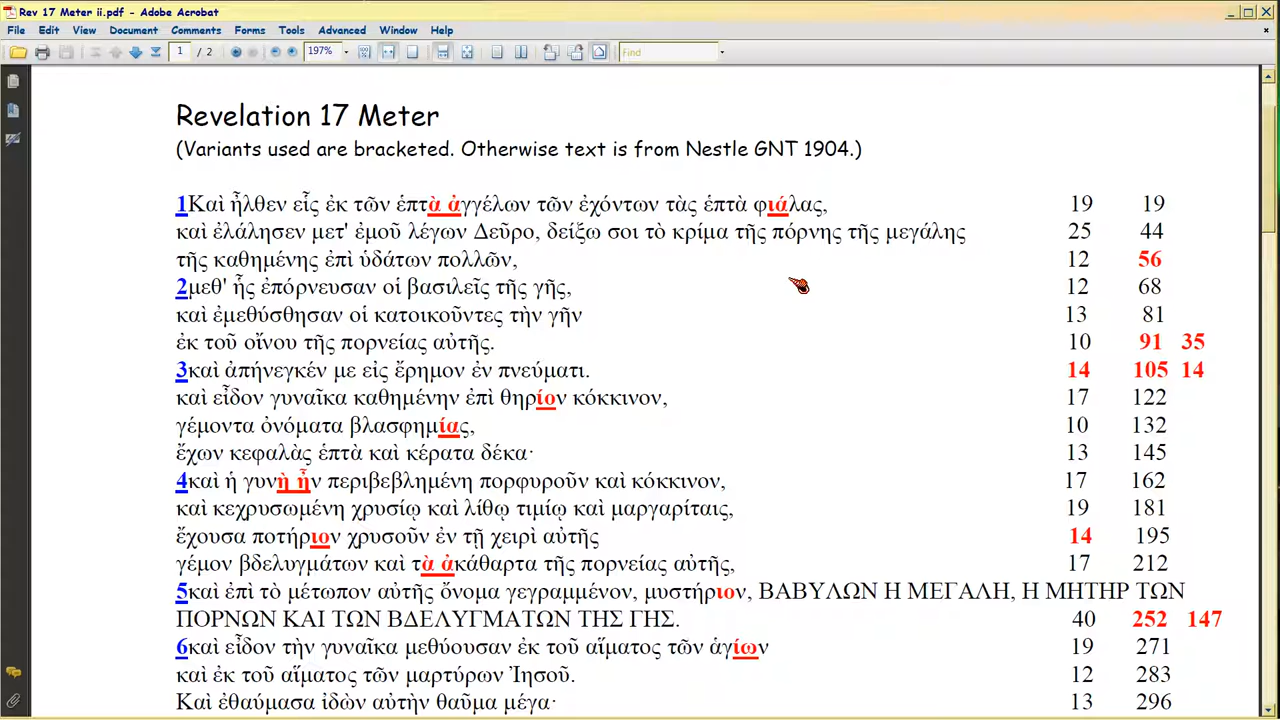 Rev 17 Meter ii.pdf - Adobe Acrobat
File Edit View Document Comments Forms Tools Advanced Window Help
1 / 2 197% Find
Revelation 17 Meter
(Variants used are bracketed. Otherwise text is from Nestle GNT 1904.)
1Καὶ ἦλθεν εἷς ἐκ τῶν ἑπτὰ ἀγγέλων τῶν ἐχόντων τὰς ἑπτὰ φιάλας, 19 19
καὶ ἐλάλησεν μετ' ἐμοῦ λέγων Δεῦρο, δείξω σοι τὸ κρίμα τῆς πόρνης τῆς μεγάλης 25 44
τῆς καθημένης ἐπὶ ὑδάτων πολλῶν, 12 56
2μεθ' ἧς ἐπόρνευσαν οἱ βασιλεῖς τῆς γῆς, 12 68
καὶ ἐμεθύσθησαν οἱ κατοικοῦντες τὴν γῆν 13 81
ἐκ τοῦ οἴνου τῆς πορνείας αὐτῆς. 10 91 35
3καὶ ἀπήνεγκέν με εἰς ἔρημον ἐν πνεύματι. 14 105 14
καὶ εἶδον γυναῖκα καθημένην ἐπὶ θηρίον κόκκινον, 17 122
γέμοντα ὀνόματα βλασφημίας, 10 132
ἔχων κεφαλὰς ἑπτὰ καὶ κέρατα δέκα· 13 145
4καὶ ἡ γυνὴ ἦν περιβεβλημένη πορφυροῦν καὶ κόκκινον, 17 162
καὶ κεχρυσωμένη χρυσίῳ καὶ λίθῳ τιμίῳ καὶ μαργαρίταις, 19 181
ἔχουσα ποτήριον χρυσοῦν ἐν τῇ χειρὶ αὐτῆς 14 195
γέμον βδελυγμάτων καὶ τὰ ἀκάθαρτα τῆς πορνείας αὐτῆς, 17 212
5καὶ ἐπὶ τὸ μέτωπον αὐτῆς ὄνομα γεγραμμένον, μυστήριον, ΒΑΒΥΛΩΝ Η ΜΕΓΑΛΗ, Η ΜΗΤΗΡ ΤΩΝ
ΠΟΡΝΩΝ ΚΑΙ ΤΩΝ ΒΔΕΛΥΓΜΑΤΩΝ ΤΗΣ ΓΗΣ. 40 252 147
6καὶ εἶδον τὴν γυναῖκα μεθύουσαν ἐκ τοῦ αἵματος τῶν ἁγίων 19 271
καὶ ἐκ τοῦ αἵματος τῶν μαρτύρων Ἰησοῦ. 12 283
Καὶ ἐθαύμασα ἰδὼν αὐτὴν θαῦμα μέγα· 13 296